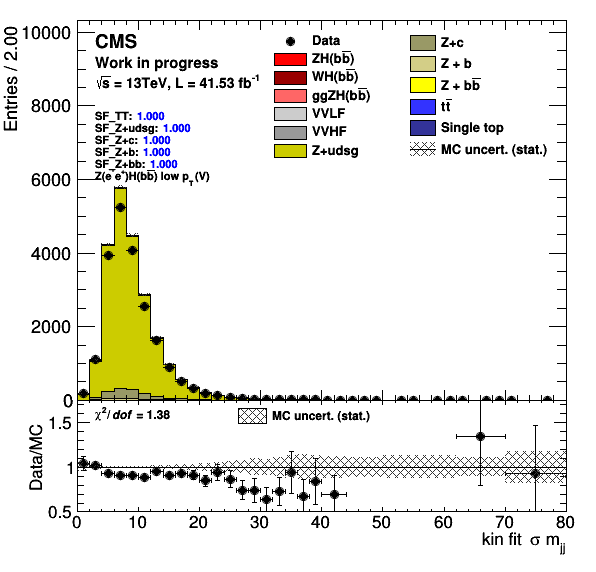 CMS
Work in progress
√s = 13TeV, L = 41.53 fb⁻¹
SF_TT: 1.000
SF_Z+udsg: 1.000
SF_Z+c: 1.000
SF_Z+b: 1.000
SF_Z+bb: 1.000
Z(e⁻e⁺)H(bb̅) low p_T(V)
Data
ZH(bb̅)
WH(bb̅)
ggZH(bb̅)
VVLF
VVHF
Z+udsg
Z+c
Z + b
Z + bb̅
tt̅
Single top
MC uncert. (stat.)
Entries / 2.00
10000
8000
6000
4000
2000
0
χ²/dof = 1.38
MC uncert. (stat.)
Data/MC
1.5
1
0.5
0 10 20 30 40 50 60 70 80
kin fit σ m_jj